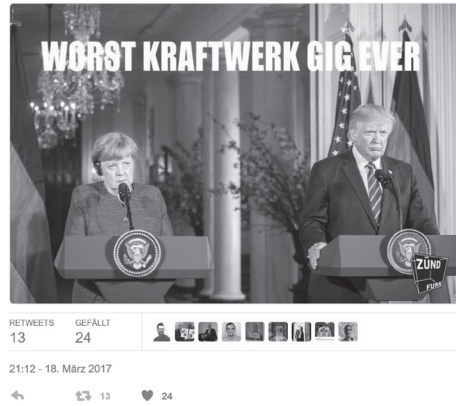 WORST KRAFTWERK GIG EVER
ZÜND
FUNK
RETWEETS GEFÄLLT
13 24
21:12 - 18. März 2017
13 24